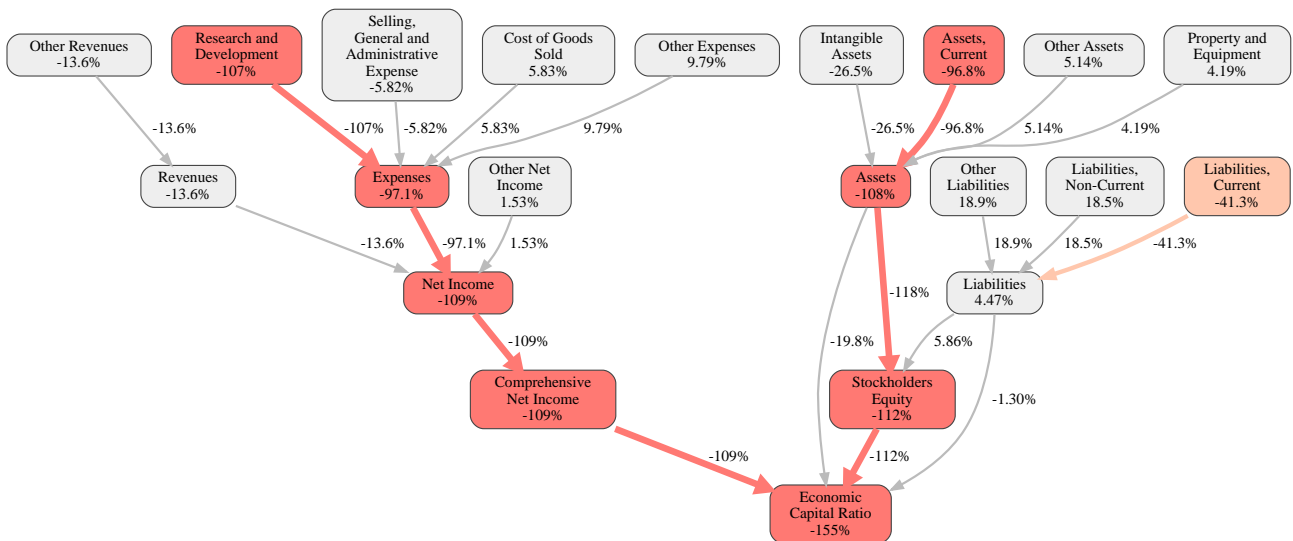 Other Revenues
-13.6%
Research and
Development
-107%
Selling,
General and
Administrative
Expense
-5.82%
Cost of Goods
Sold
5.83%
Other Expenses
9.79%
Intangible
Assets
-26.5%
Assets,
Current
-96.8%
Other Assets
5.14%
Property and
Equipment
4.19%
-13.6%
-107%
-5.82%
5.83%
9.79%
-26.5%
-96.8%
5.14%
4.19%
Revenues
-13.6%
Expenses
-97.1%
Other Net
Income
1.53%
Assets
-108%
Other
Liabilities
18.9%
Liabilities,
Non-Current
18.5%
Liabilities,
Current
-41.3%
-13.6%
-97.1%
1.53%
18.9%
18.5%
-41.3%
Net Income
-109%
Liabilities
4.47%
-118%
-109%
-19.8%
5.86%
Comprehensive
Net Income
-109%
Stockholders
Equity
-112%
-1.30%
-109%
-112%
Economic
Capital Ratio
-155%